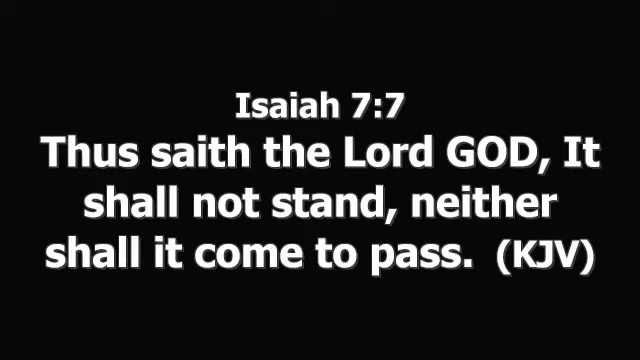 Isaiah 7:7
Thus saith the Lord GOD, It
shall not stand, neither
shall it come to pass. (KJV)